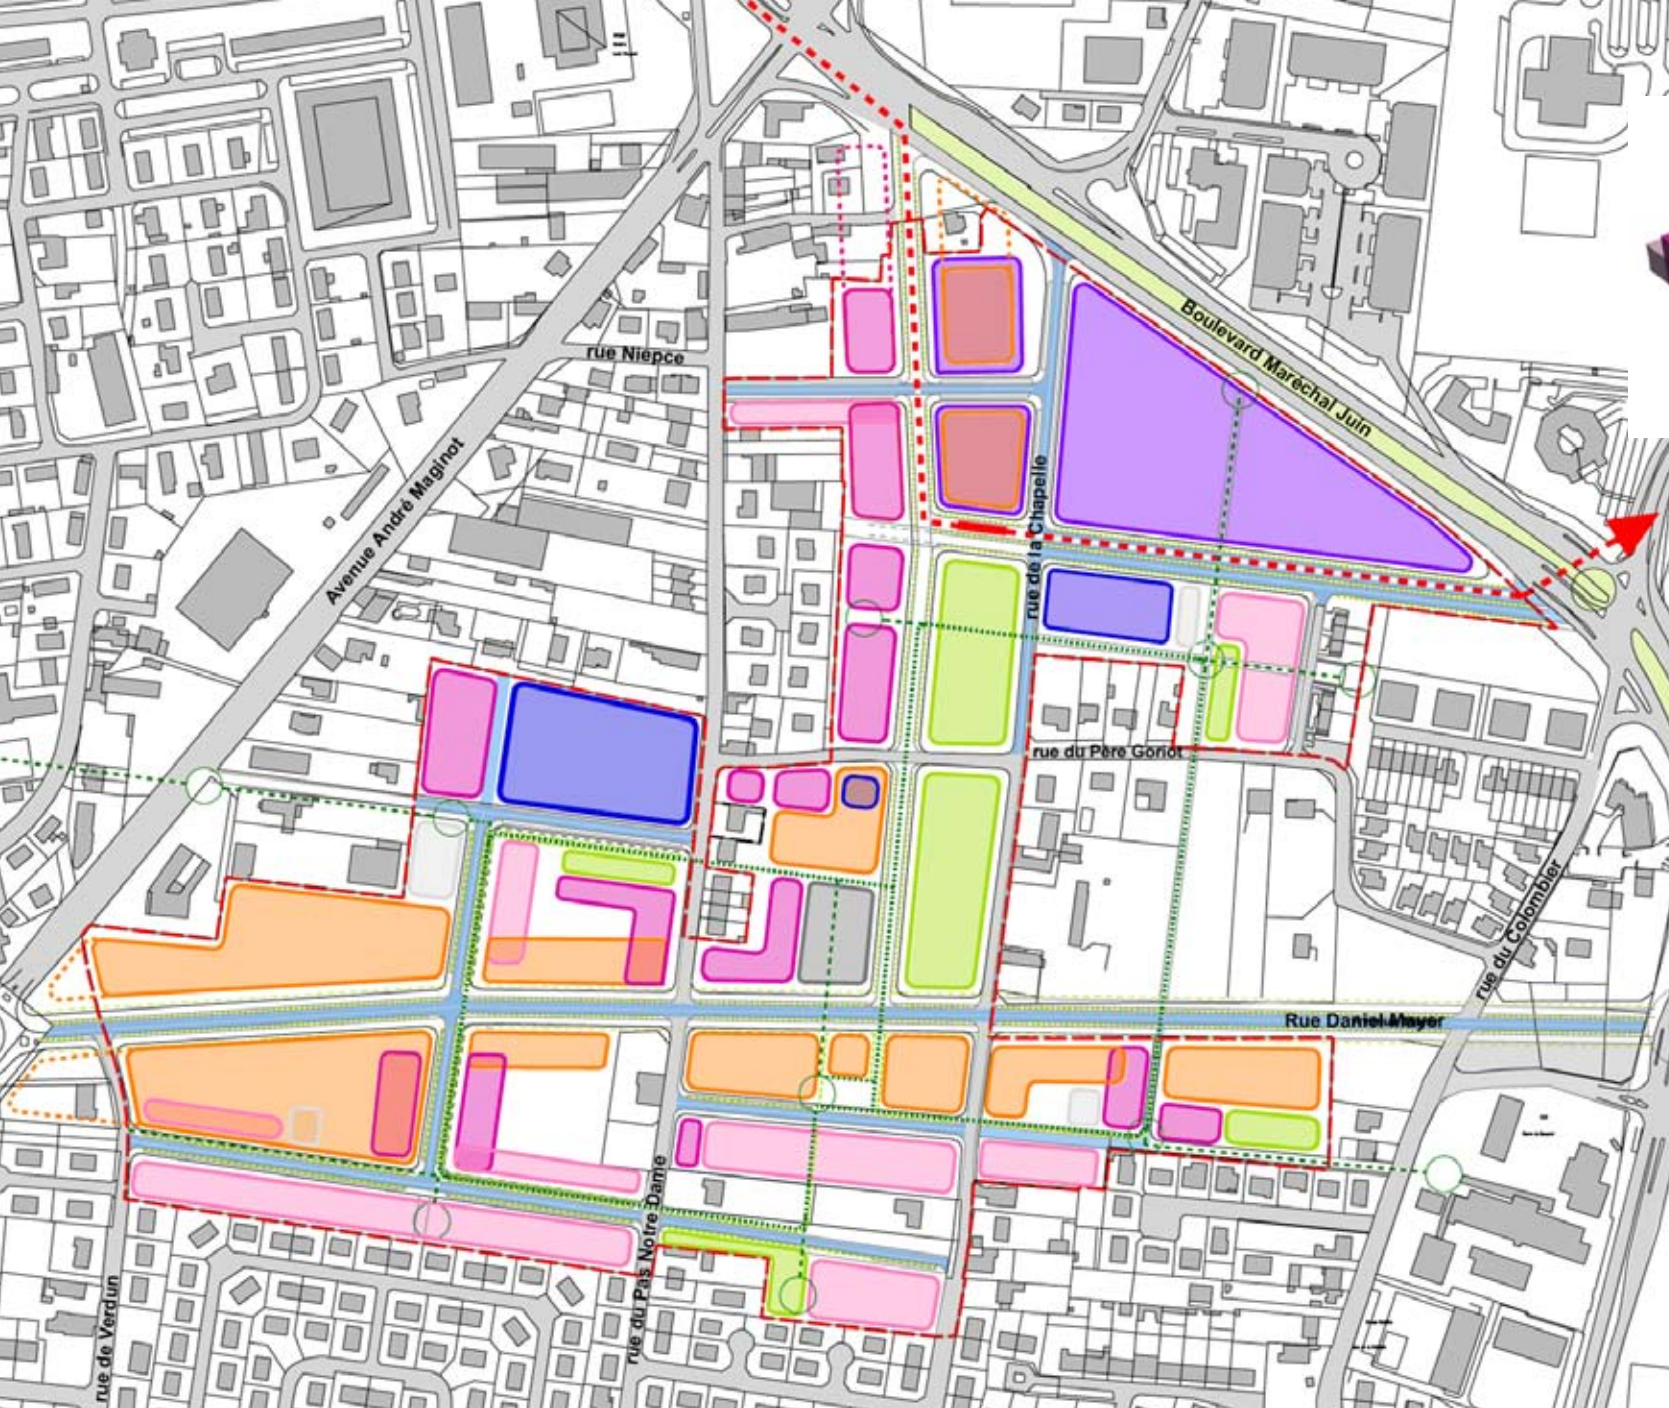 rue Niepce
Boulevard Maréchal Juin
Avenue André Maginot
rue de la Chapelle
rue du Père Goriot
rue du Colombier
Rue Daniel Mayer
rue du Pas Notre Dame
rue de Verdun